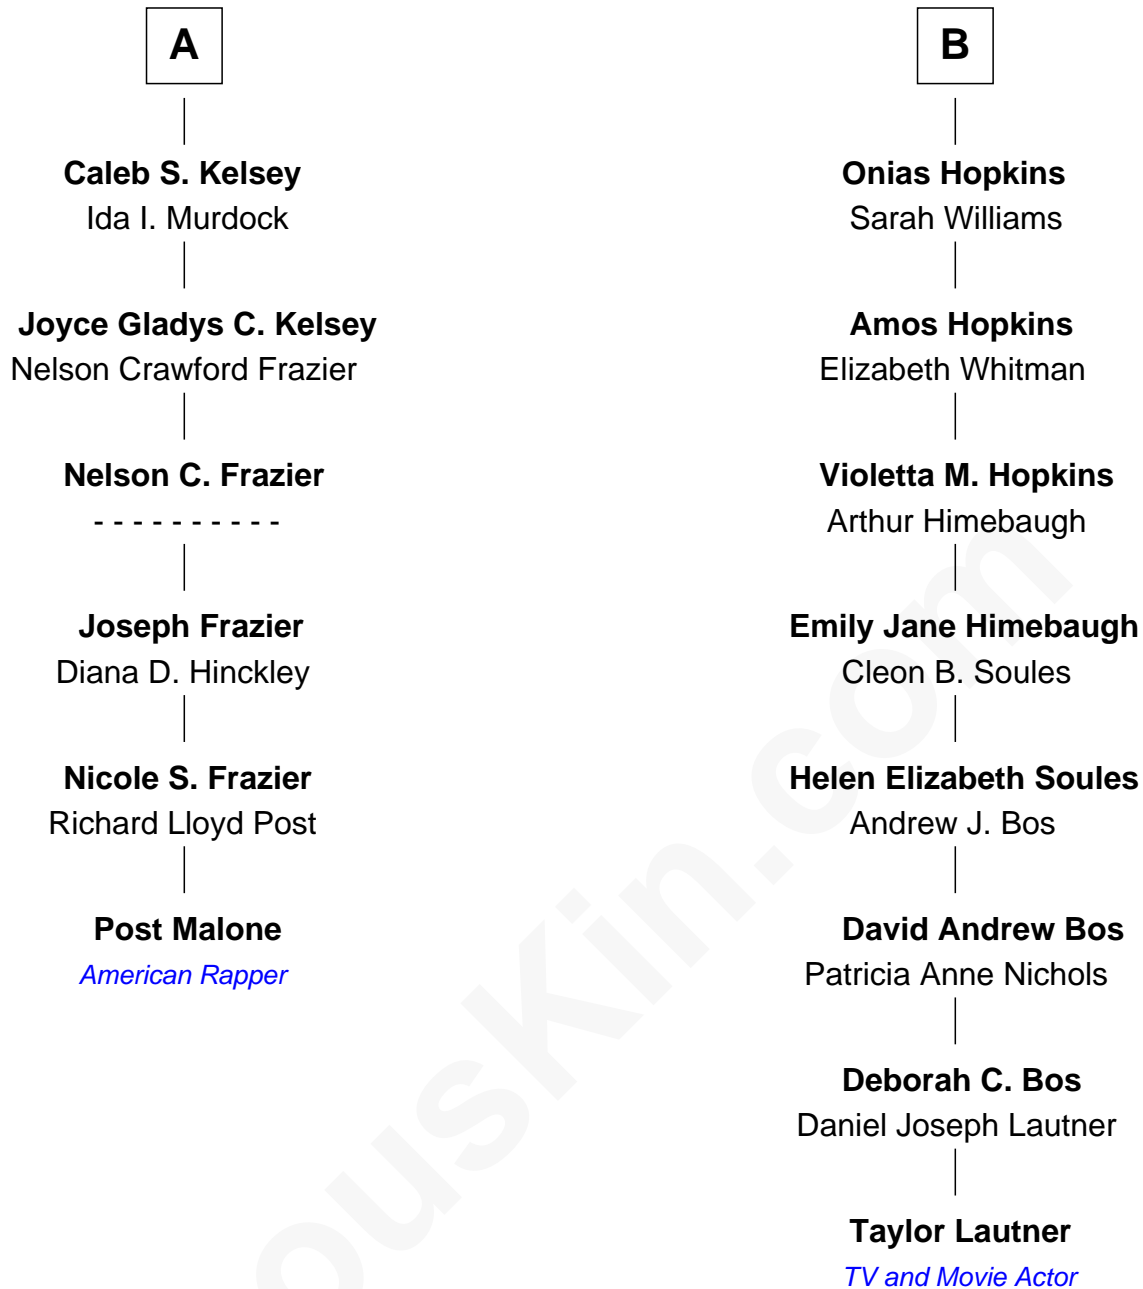 A
Caleb S. Kelsey
Ida I. Murdock
Joyce Gladys C. Kelsey
Nelson Crawford Frazier
Nelson C. Frazier
- - - - - - - - - -
Joseph Frazier
Diana D. Hinckley
Nicole S. Frazier
Richard Lloyd Post
Post Malone
American Rapper
B
Onias Hopkins
Sarah Williams
Amos Hopkins
Elizabeth Whitman
Violetta M. Hopkins
Arthur Himebaugh
Emily Jane Himebaugh
Cleon B. Soules
Helen Elizabeth Soules
Andrew J. Bos
David Andrew Bos
Patricia Anne Nichols
Deborah C. Bos
Daniel Joseph Lautner
Taylor Lautner
TV and Movie Actor
ousKin.com